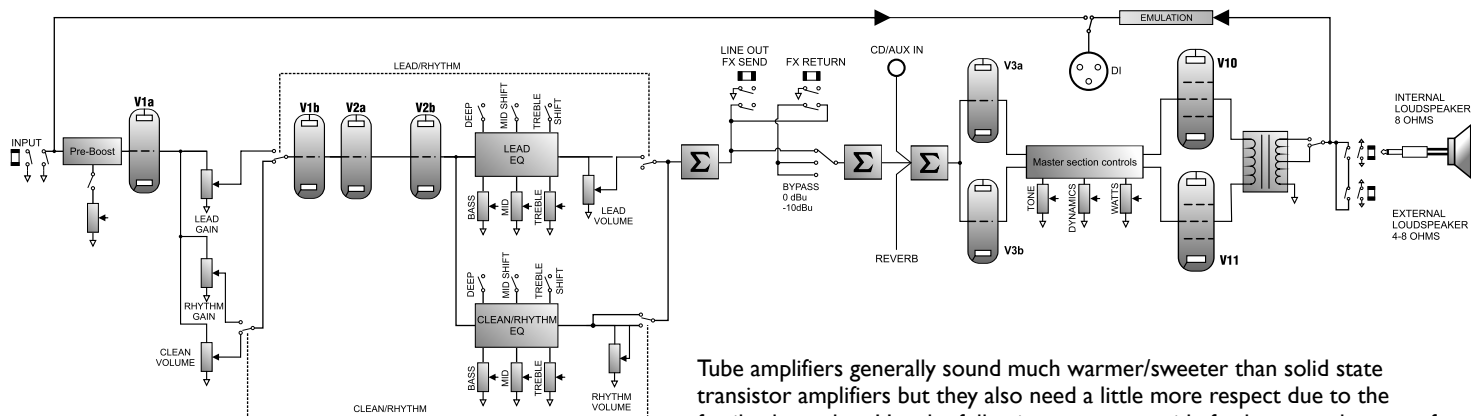 EMULATION
LINE OUT
FX SEND
FX RETURN
CD/AUX IN
V3a
DI
V10
LEAD/RHYTHM
V1a
V1b
V2a
V2b
DEEP
MID SHIFT
TREBLE
SHIFT
INPUT
Pre-Boost
LEAD
EQ
Σ
Σ
Σ
Master section controls
INTERNAL
LOUDSPEAKER
8 OHMS
BASS
MID
TREBLE
LEAD
GAIN
LEAD
VOLUME
BYPASS
0 dBu
-10dBu
TONE
DYNAMICS
WATTS
EXTERNAL
LOUDSPEAKER
4-8 OHMS
REVERB
V3b
V11
DEEP
MID SHIFT
TREBLE
SHIFT
RHYTHM
GAIN
CLEAN/RHYTHM
EQ
CLEAN
VOLUME
BASS
MID
TREBLE
RHYTHM
VOLUME
CLEAN/RHYTHM
Tube amplifiers generally sound much warmer/sweeter than solid state
transistor amplifiers but they also need a little more respect due to the